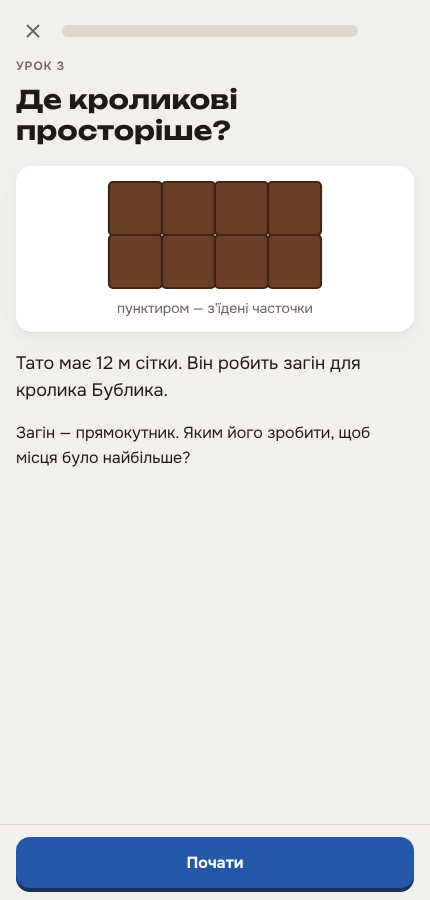 УРОК 3
Де кроликові
просторіше?
пунктиром — з'їдені часточки
Тато має 12 м сітки. Він робить загін для
кролика Бублика.
Загін — прямокутник. Яким його зробити, щоб
місця було найбільше?
Почати